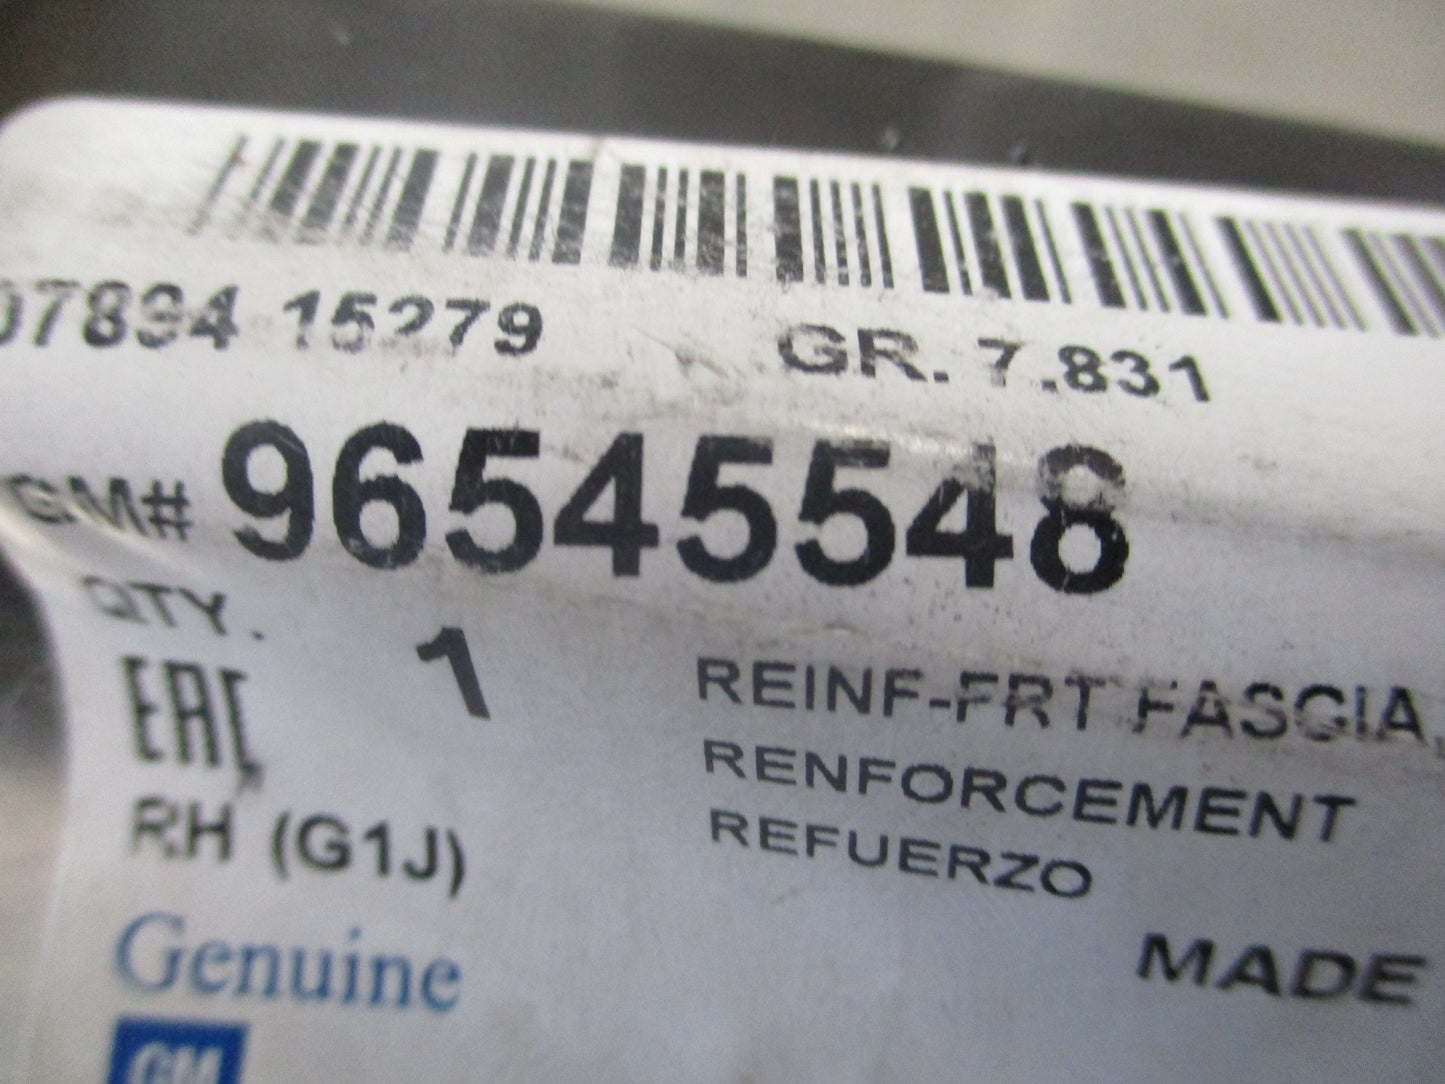 07894 15279 GR. 7.831
GM# 96545548
QTY. 1
EAC
REINF-FRT FASCIA,
RENFORCEMENT
RH (G1J)
REFUERZO
Genuine
MADE
GM